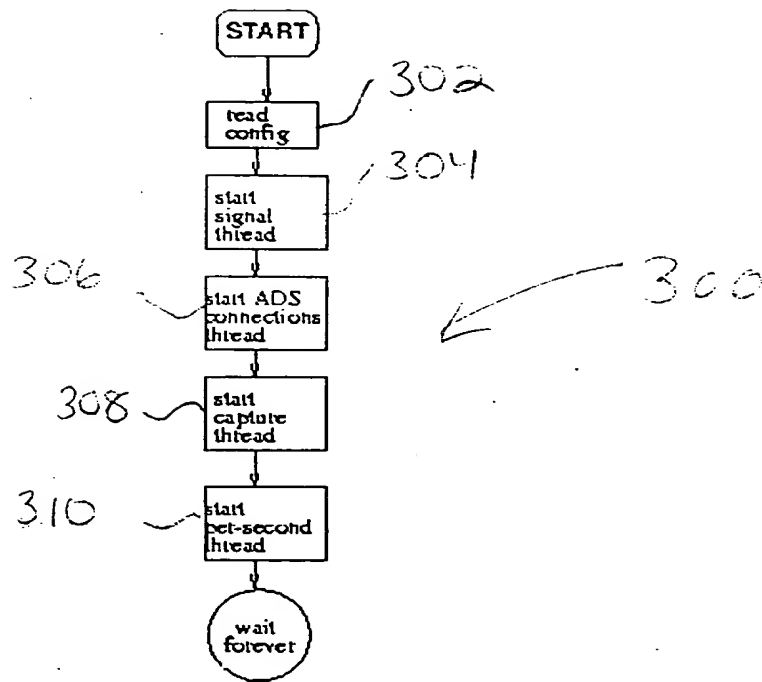 START
302
read
config
304
start
signal
thread
306
start ADS
connections
thread
300
308
start
capture
thread
310
start
per-second
thread
wait
forever